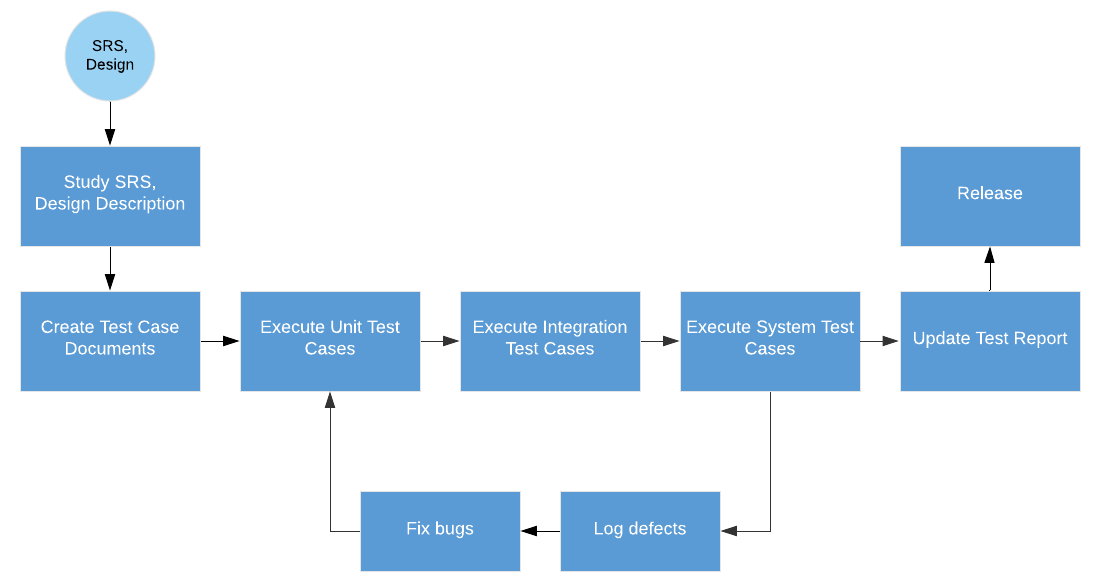 SRS,
Design
Study SRS,
Design Description
Release
Create Test Case
Documents
Execute Unit Test
Cases
Execute Integration
Test Cases
Execute System Test
Cases
Update Test Report
Fix bugs
Log defects